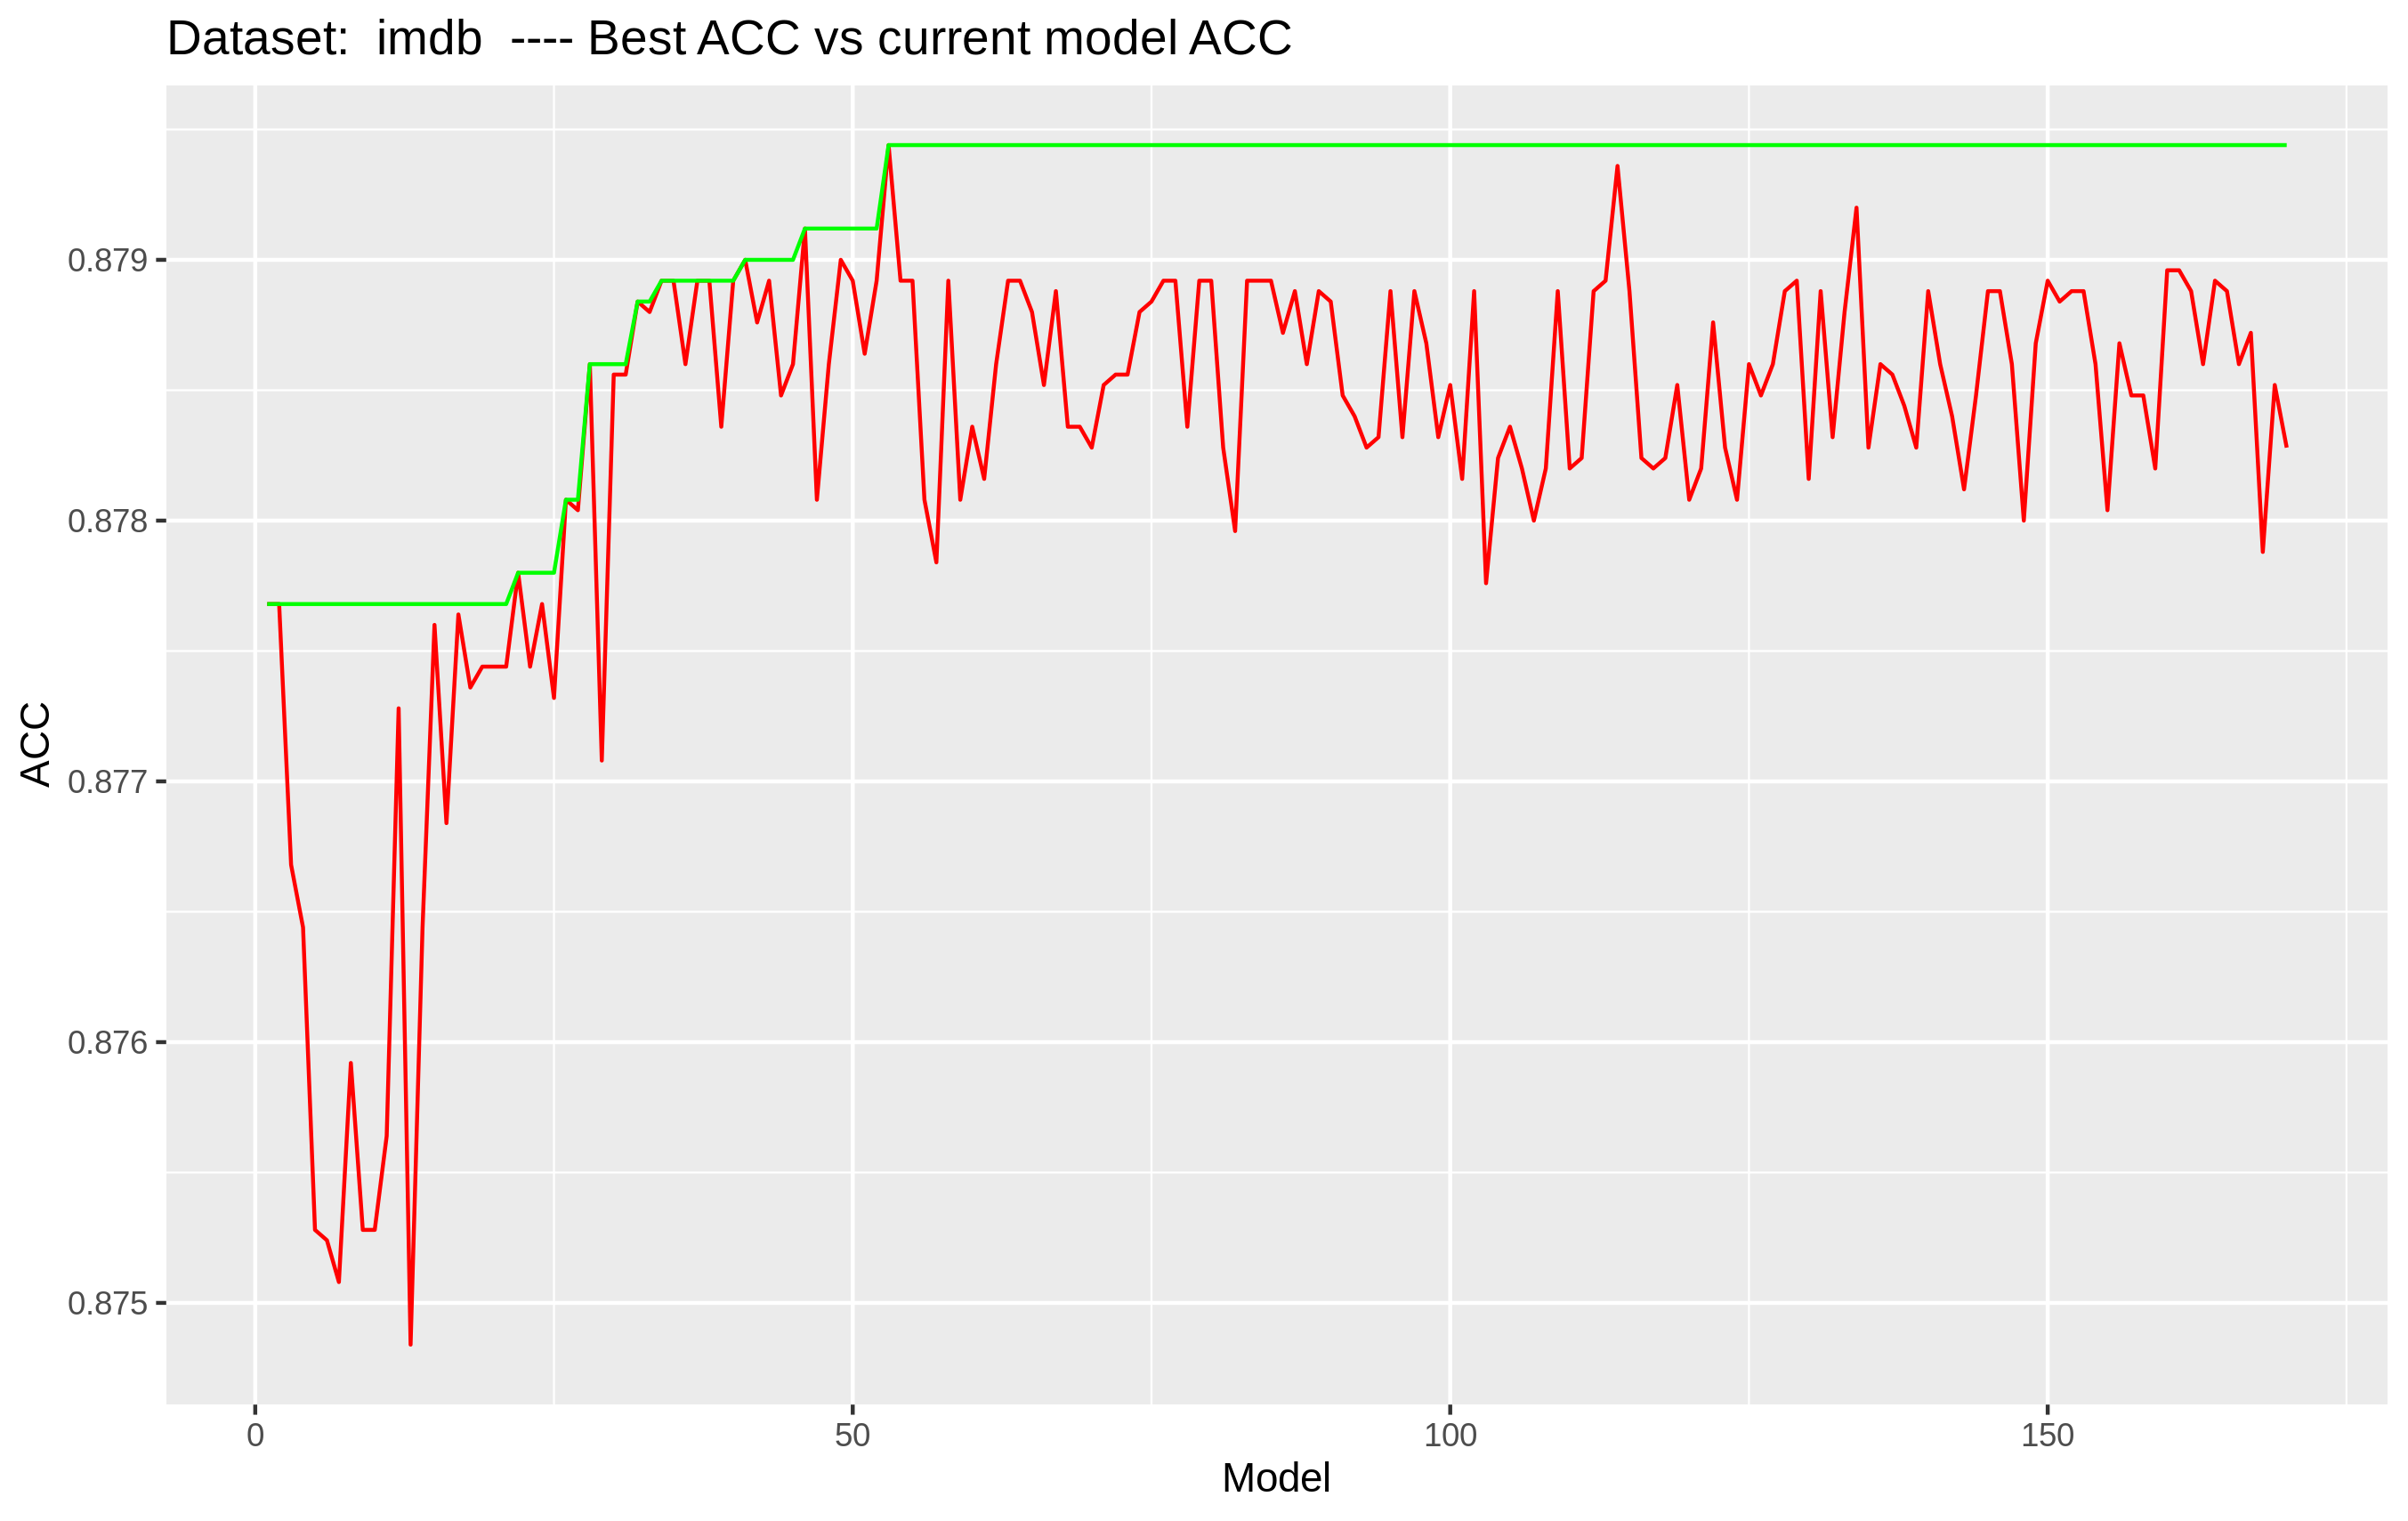 Dataset:  imdb  ---- Best ACC vs current model ACC
ACC
0.879
0.878
0.877
0.876
0.875
0 50 100 150
Model